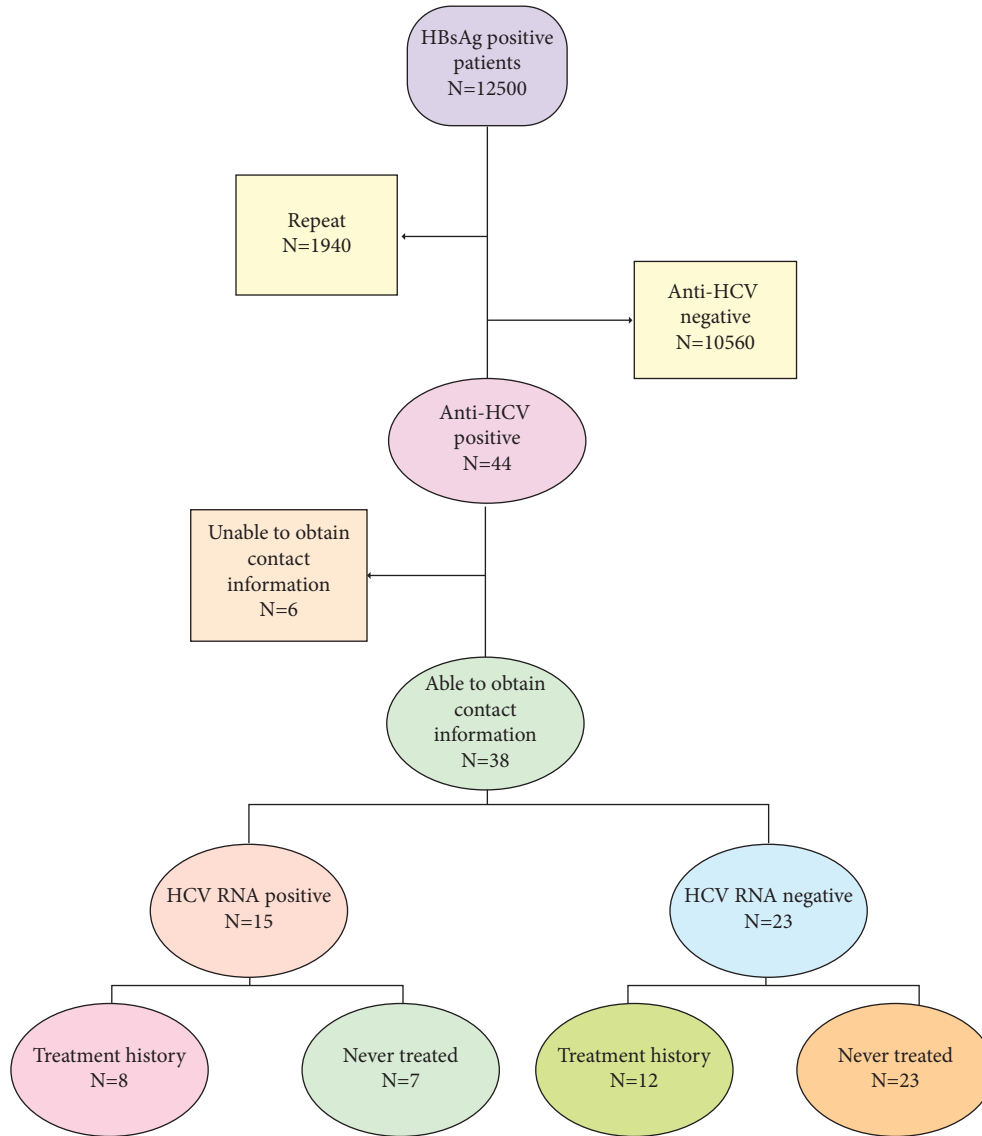 HBsAg positive
patients
N=12500
Repeat
N=1940
Anti-HCV
negative
N=10560
Anti-HCV
positive
N=44
Unable to obtain
contact
information
N=6
Able to obtain
contact
information
N=38
HCV RNA positive
N=15
HCV RNA negative
N=23
Treatment history
N=8
Never treated
N=7
Treatment history
N=12
Never treated
N=23